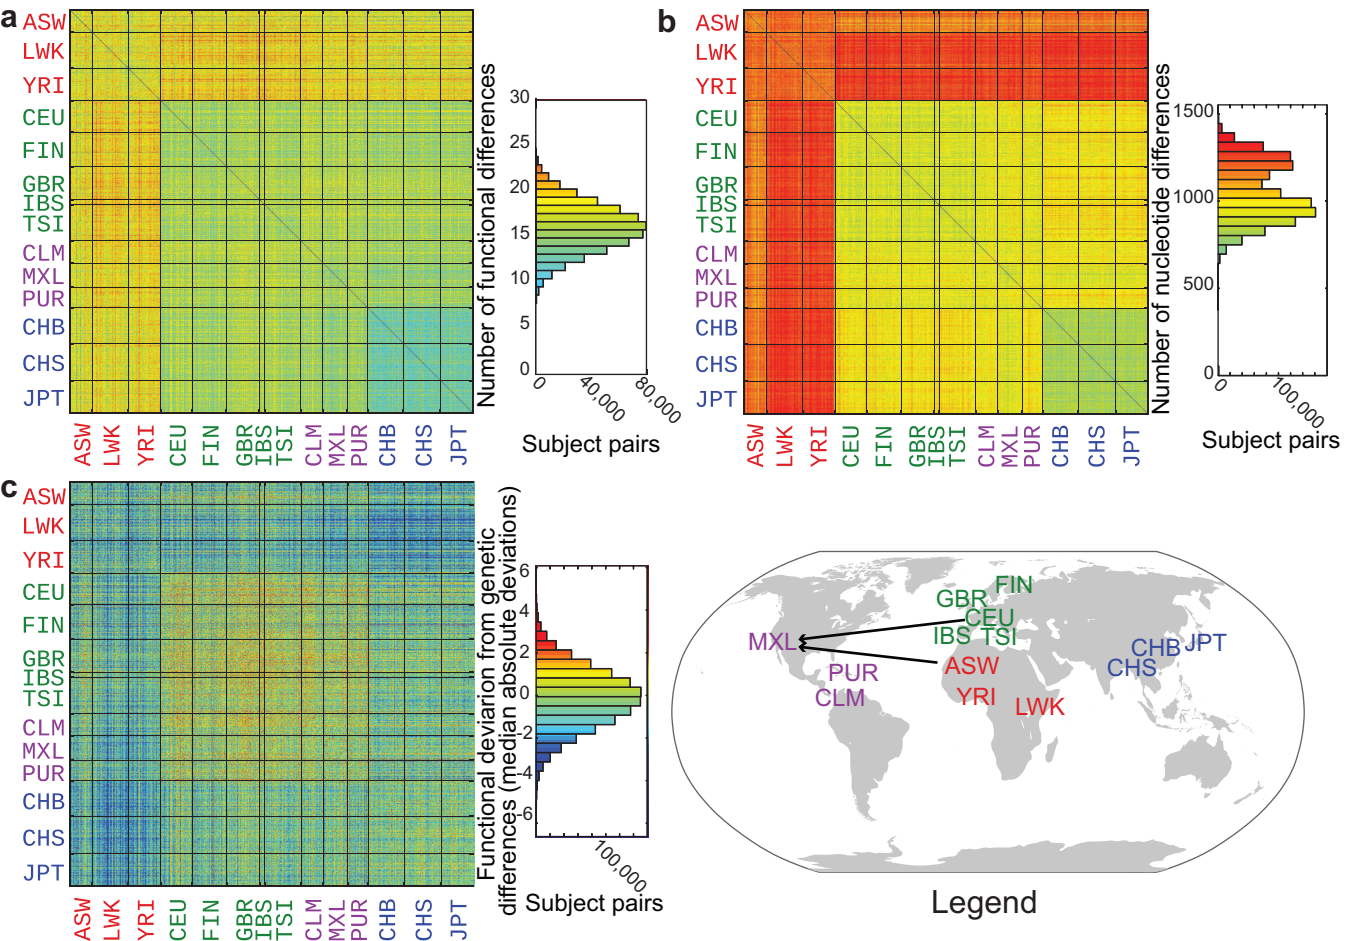 a
ASW
LWK
YRI
CEU
FIN
GBR
IBS
TSI
CLM
MXL
PUR
CHB
CHS
JPT
ASW
LWK
YRI
CEU
FIN
GBR
IBS
TSI
CLM
MXL
PUR
CHB
CHS
JPT
Number of functional differences
30
25
20
15
10
5
0
0
40,000
80,000
Subject pairs
b
ASW
LWK
YRI
CEU
FIN
GBR
IBS
TSI
CLM
MXL
PUR
CHB
CHS
JPT
ASW
LWK
YRI
CEU
FIN
GBR
IBS
TSI
CLM
MXL
PUR
CHB
CHS
JPT
Number of nucleotide differences
1500
1000
500
0
0
100,000
Subject pairs
c
ASW
LWK
YRI
CEU
FIN
GBR
IBS
TSI
CLM
MXL
PUR
CHB
CHS
JPT
ASW
LWK
YRI
CEU
FIN
GBR
IBS
TSI
CLM
MXL
PUR
CHB
CHS
JPT
Functional deviarion from genetic
differences (median absolute deviations)
6
4
2
0
-2
-4
-6
100,000
Subject pairs
FIN
GBR
CEU
IBS TSI
MXL
CHB JPT
CHS
ASW
PUR
YRI
CLM
LWK
Legend